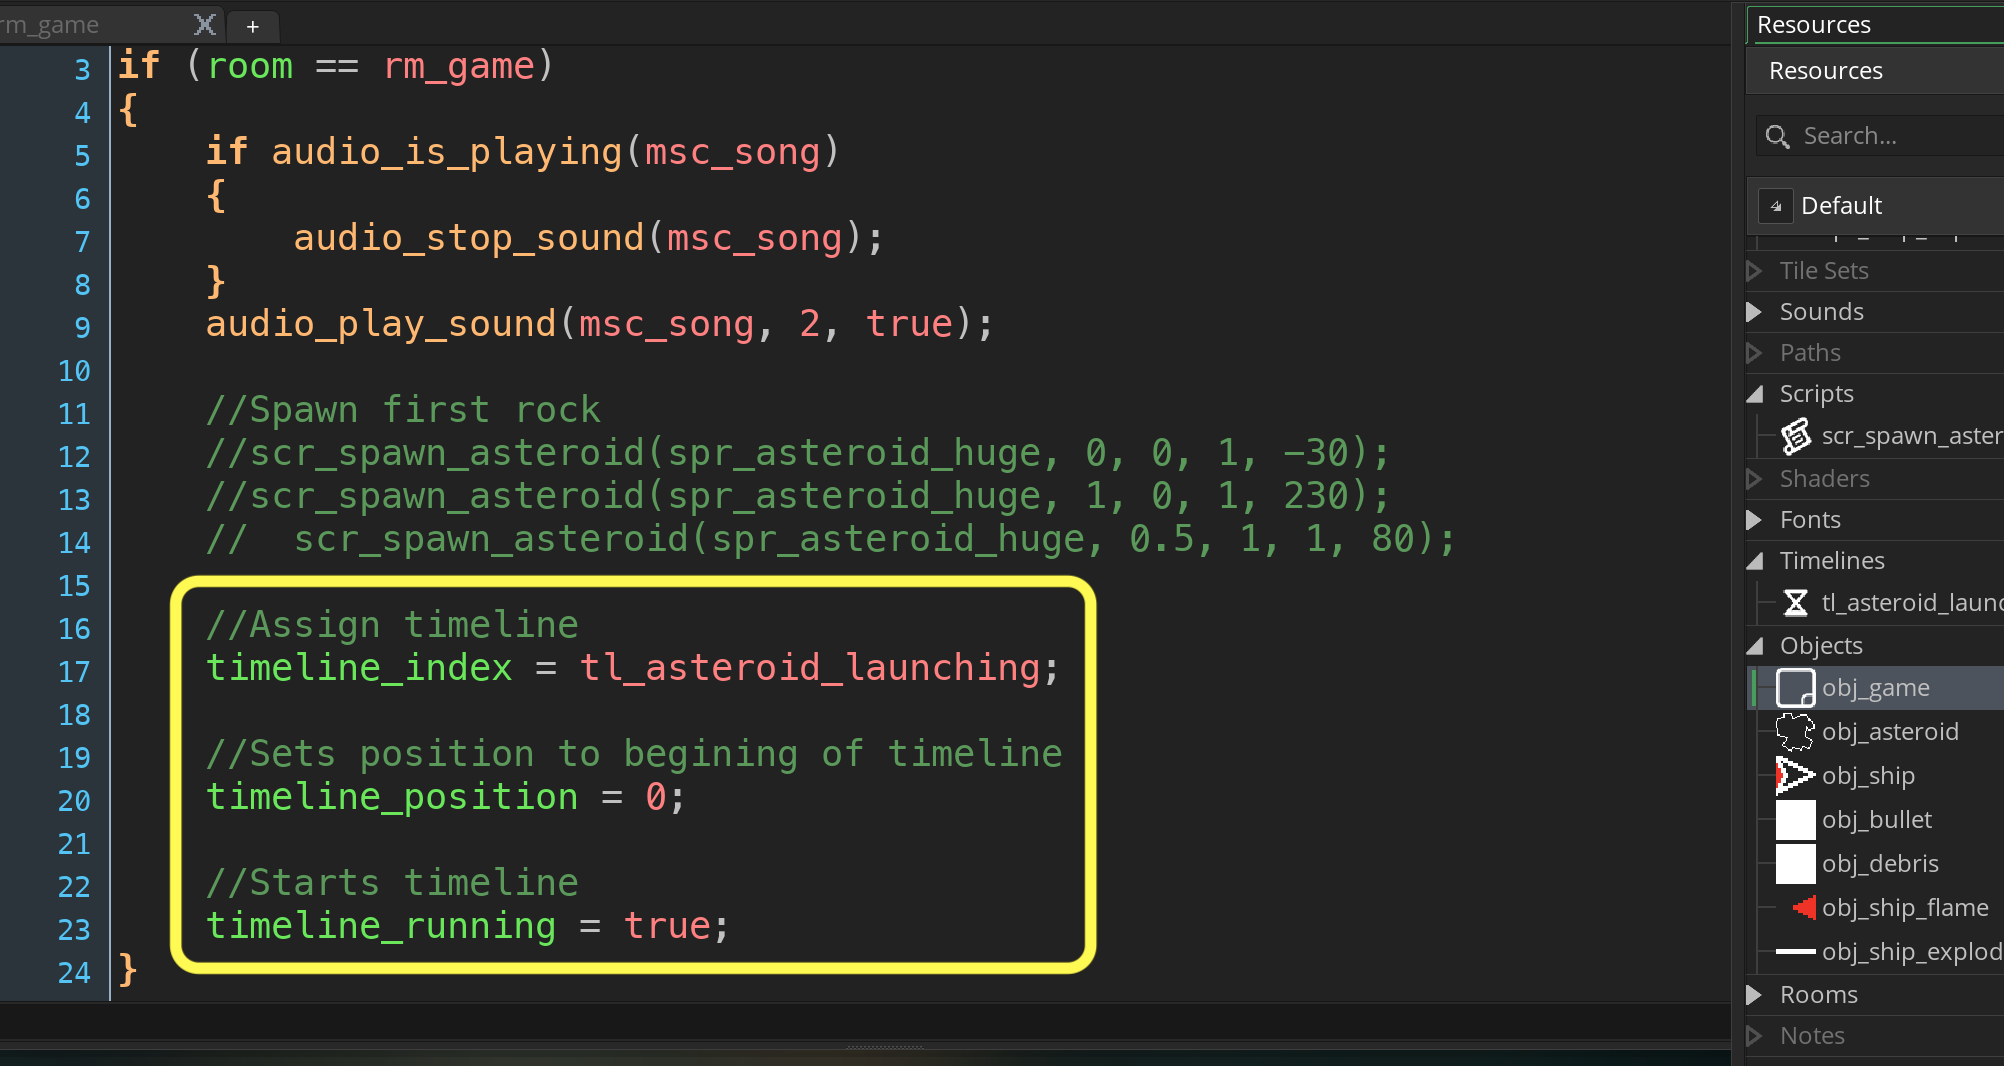 rm_game
+
3 if (room == rm_game)
4 {
5 if audio_is_playing(msc_song)
6 {
7 audio_stop_sound(msc_song);
8 }
9 audio_play_sound(msc_song, 2, true);
10
11 //Spawn first rock
12 //scr_spawn_asteroid(spr_asteroid_huge, 0, 0, 1, -30);
13 //scr_spawn_asteroid(spr_asteroid_huge, 1, 0, 1, 230);
14 //  scr_spawn_asteroid(spr_asteroid_huge, 0.5, 1, 1, 80);
15
16 //Assign timeline
17 timeline_index = tl_asteroid_launching;
18
19 //Sets position to begining of timeline
20 timeline_position = 0;
21
22 //Starts timeline
23 timeline_running = true;
24 }
Resources
Resources
Search...
Default
Tile Sets
Sounds
Paths
Scripts
scr_spawn_aster
Shaders
Fonts
Timelines
tl_asteroid_launc
Objects
obj_game
obj_asteroid
obj_ship
obj_bullet
obj_debris
obj_ship_flame
obj_ship_explod
Rooms
Notes